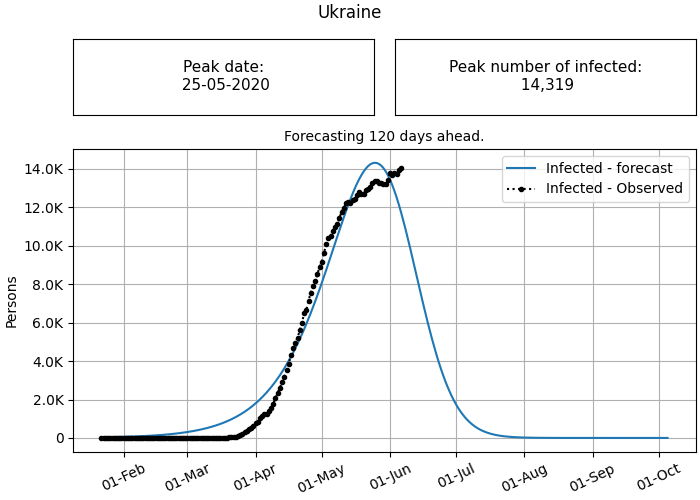 Ukraine
Peak date:
25-05-2020
Peak number of infected:
14,319
Forecasting 120 days ahead.
Infected - forecast
Infected - Observed
14.0K
12.0K
10.0K
8.0K
6.0K
4.0K
2.0K
0
Persons
01-Feb
01-Mar
01-Apr
01-May
01-Jun
01-Jul
01-Aug
01-Sep
01-Oct